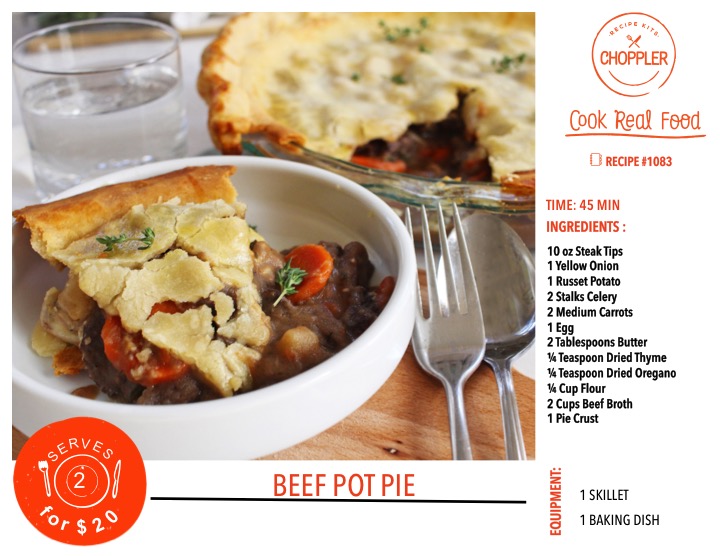 · RECIPE KITS ·
CHOPPLER
Cook Real Food
RECIPE #1083
TIME: 45 MIN
INGREDIENTS :
10 oz Steak Tips
1 Yellow Onion
1 Russet Potato
2 Stalks Celery
2 Medium Carrots
1 Egg
2 Tablespoons Butter
¼ Teaspoon Dried Thyme
¼ Teaspoon Dried Oregano
¼ Cup Flour
2 Cups Beef Broth
1 Pie Crust
SERVES
2
for $20
BEEF POT PIE
EQUIPMENT:
1 SKILLET
1 BAKING DISH